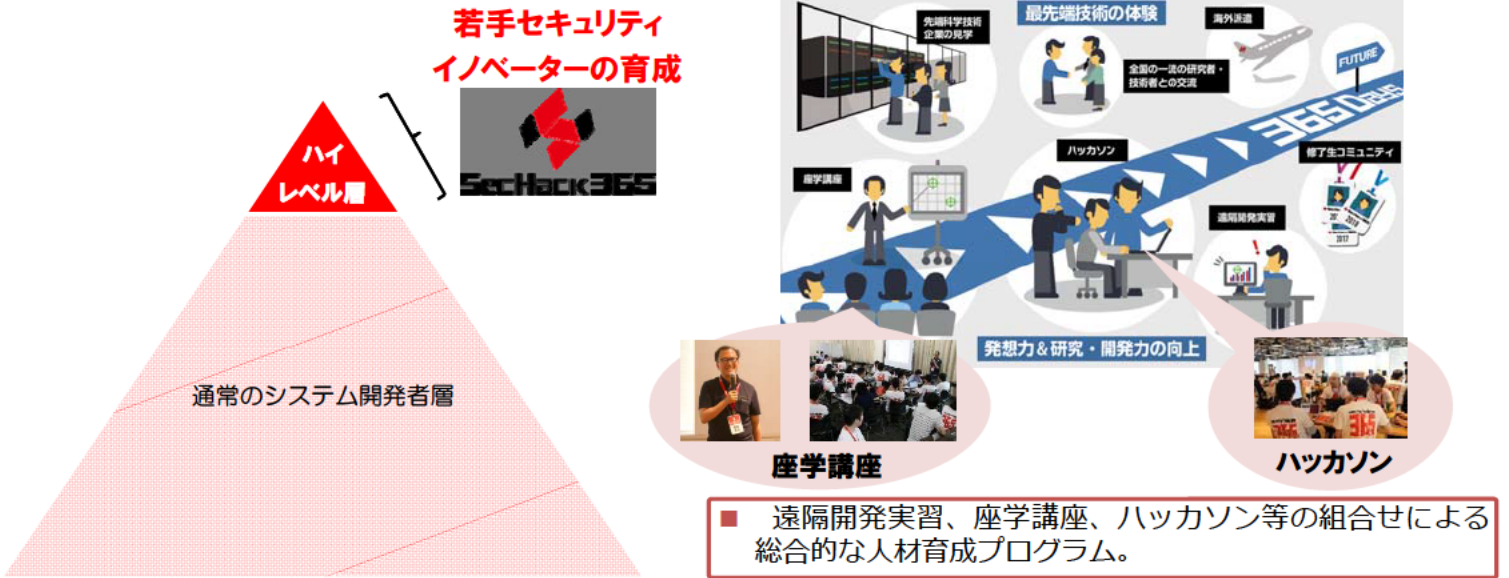 若手セキュリティ
イノベーターの育成
SecHack365
ハイ
レベル層
通常のシステム開発者層
最先端技術の体験
先端科学技術
企業の見学
全国の一流の研究者・
技術者との交流
海外派遣
FUTURE
365Days
ハッカソン
修了生コミュニティ
座学講座
遠隔開発実習
2018
2017
発想力＆研究・開発力の向上
座学講座
ハッカソン
365
■ 遠隔開発実習、座学講座、ハッカソン等の組合せによる
総合的な人材育成プログラム。